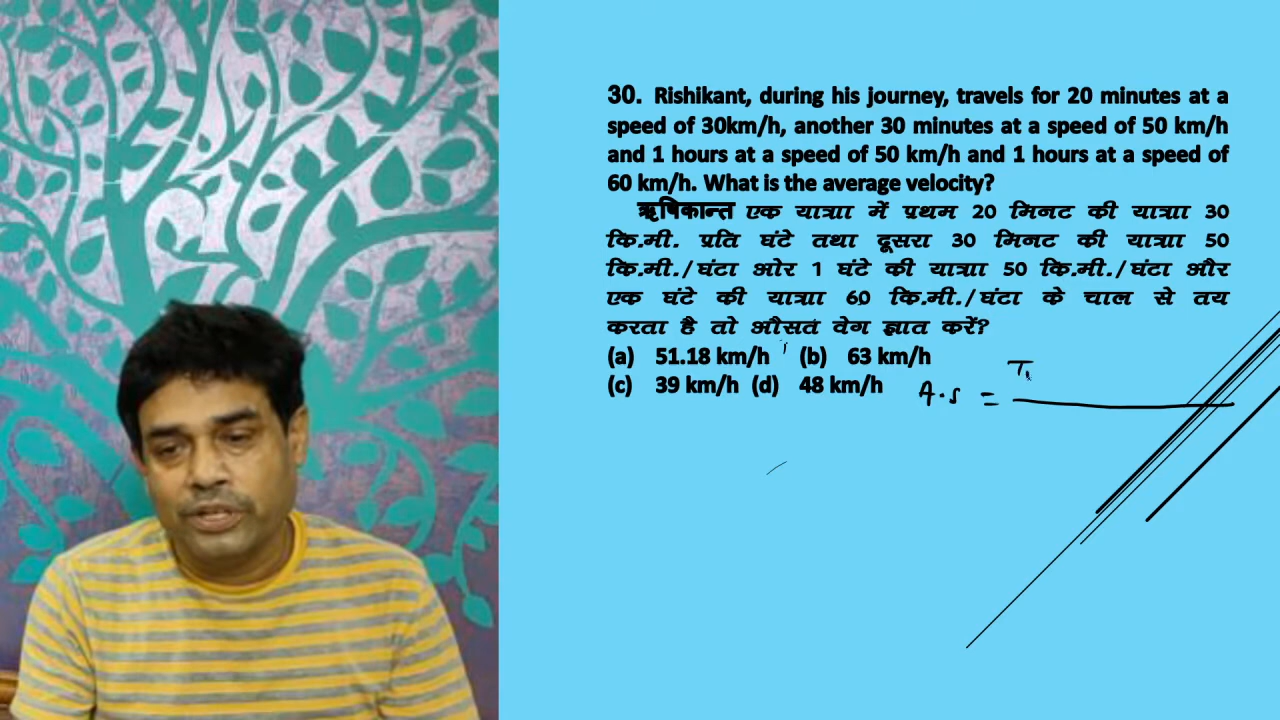 30. Rishikant, during his journey, travels for 20 minutes at a
speed of 30km/h, another 30 minutes at a speed of 50 km/h
and 1 hours at a speed of 50 km/h and 1 hours at a speed of
60 km/h. What is the average velocity?
ऋषिकान्त एक यात्राा में प्रथम 20 मिनट की यात्राा 30
कि.मी. प्रति घंटे तथा दूसरा 30 मिनट की यात्राा 50
कि.मी./घंटा ओर 1 घंटे की यात्राा 50 कि.मी./घंटा और
एक घंटे की यात्राा 60 कि.मी./घंटा के चाल से तय
करता है तो औसत वेग ज्ञात करें?
(a) 51.18 km/h (b) 63 km/h
(c) 39 km/h (d) 48 km/h A.S = T.